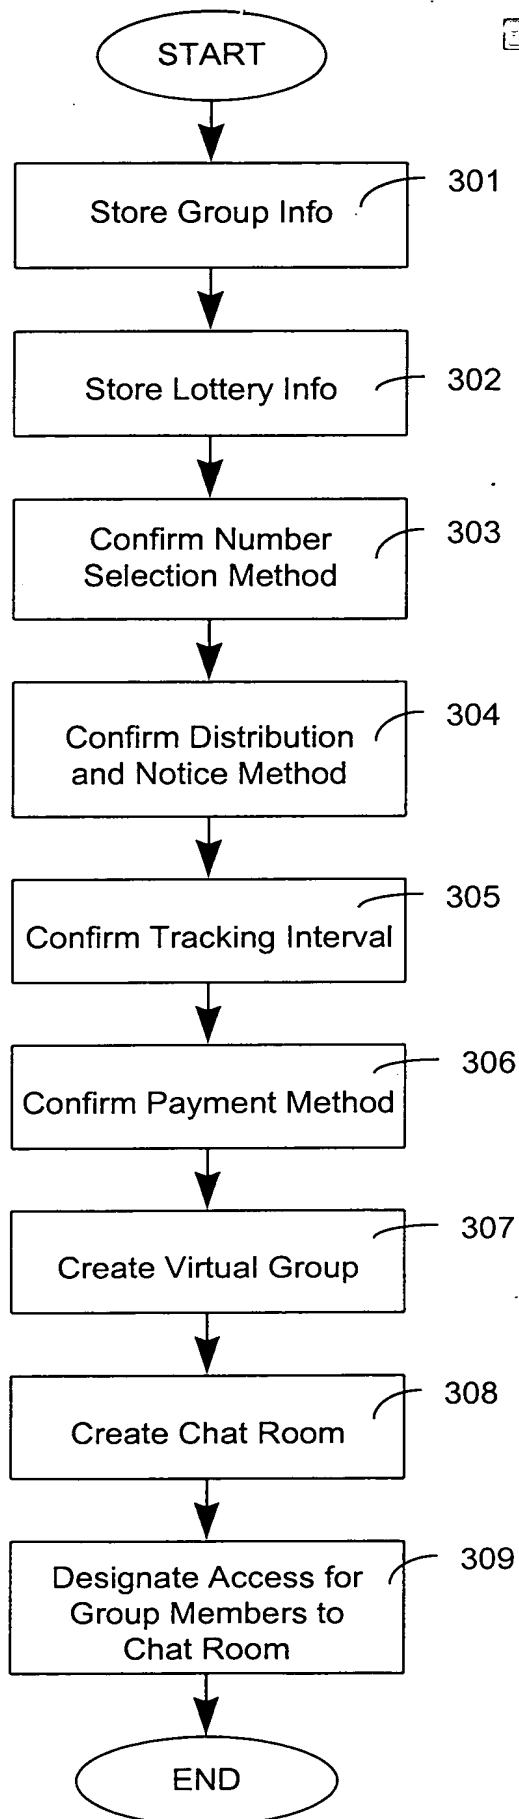 START
301
Store Group Info
302
Store Lottery Info
303
Confirm Number
Selection Method
304
Confirm Distribution
and Notice Method
305
Confirm Tracking Interval
306
Confirm Payment Method
307
Create Virtual Group
308
Create Chat Room
309
Designate Access for
Group Members to
Chat Room
END